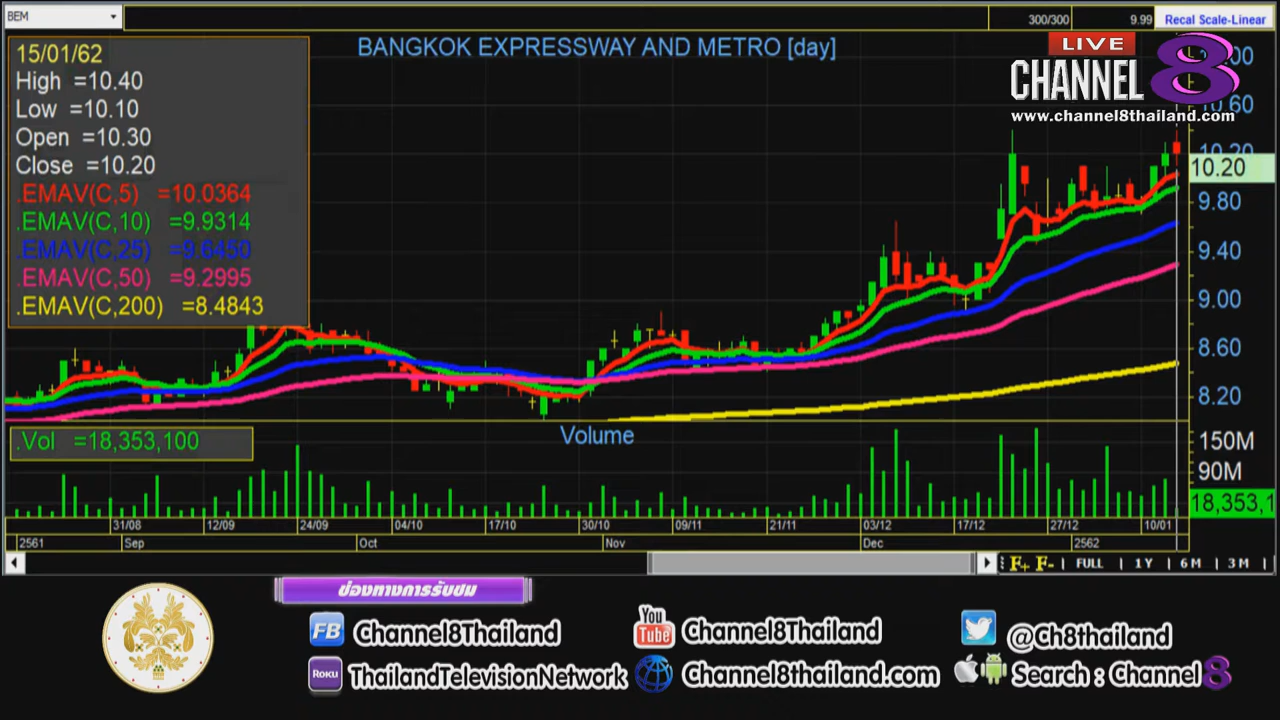 BEM
300/300
9.99
Recal Scale-Linear
15/01/62
High =10.40
Low =10.10
Open =10.30
Close =10.20
.EMAV(C,5) =10.0364
.EMAV(C,10) =9.9314
.EMAV(C,25) =9.6450
.EMAV(C,50) =9.2995
.EMAV(C,200) =8.4843
BANGKOK EXPRESSWAY AND METRO [day]
LIVE
CHANNEL 8
www.channel8thailand.com
10.60
10.20
10.20
9.80
9.40
9.00
8.60
8.20
.Vol =18,353,100
Volume
150M
90M
18,353,1
31/08 12/09 24/09 04/10 17/10 30/10 09/11 21/11 03/12 17/12 27/12 10/01
2561 Sep Oct Nov Dec 2562
F+ F- FULL 1Y 6M 3M
ช่องทางการรับชม
FB Channel8Thailand
You Tube Channel8Thailand
@Ch8thailand
ROKU ThailandTelevisionNetwork
Channel8thailand.com
Search : Channel 8